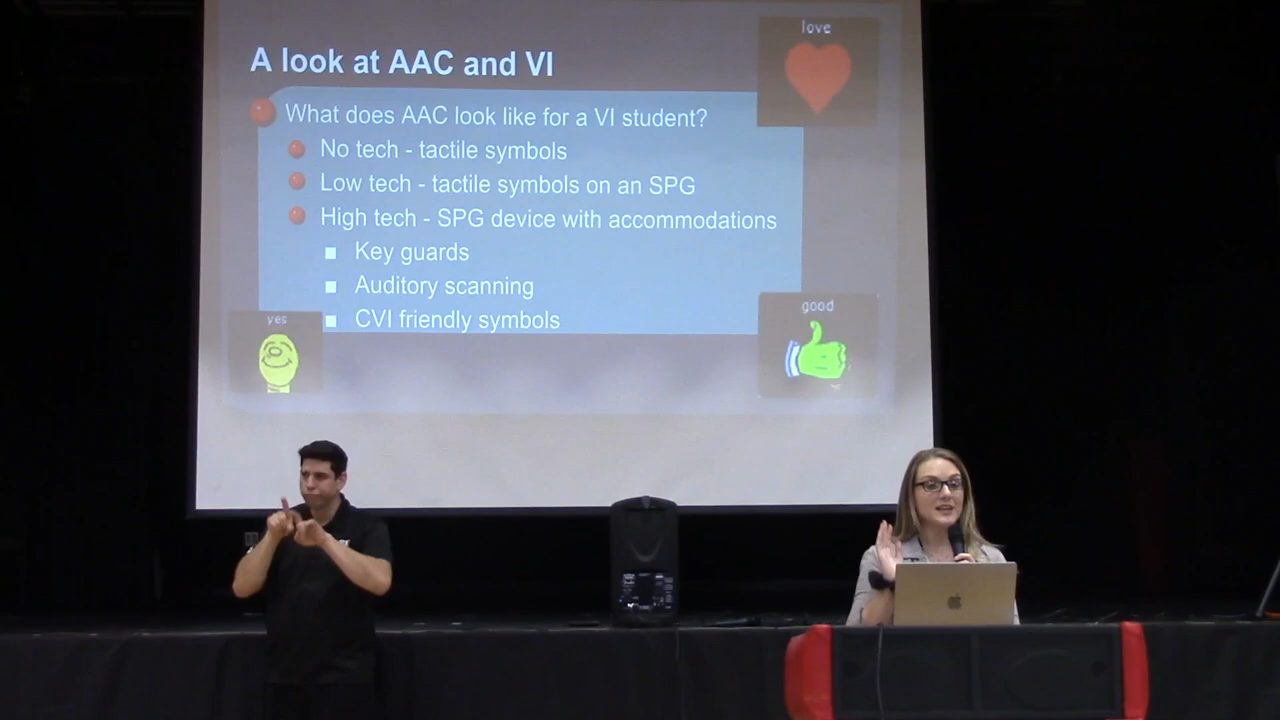 love
A look at AAC and VI
What does AAC look like for a VI student?
No tech - tactile symbols
Low tech - tactile symbols on an SPG
High tech - SPG device with accommodations
Key guards
Auditory scanning
CVI friendly symbols
yes
good